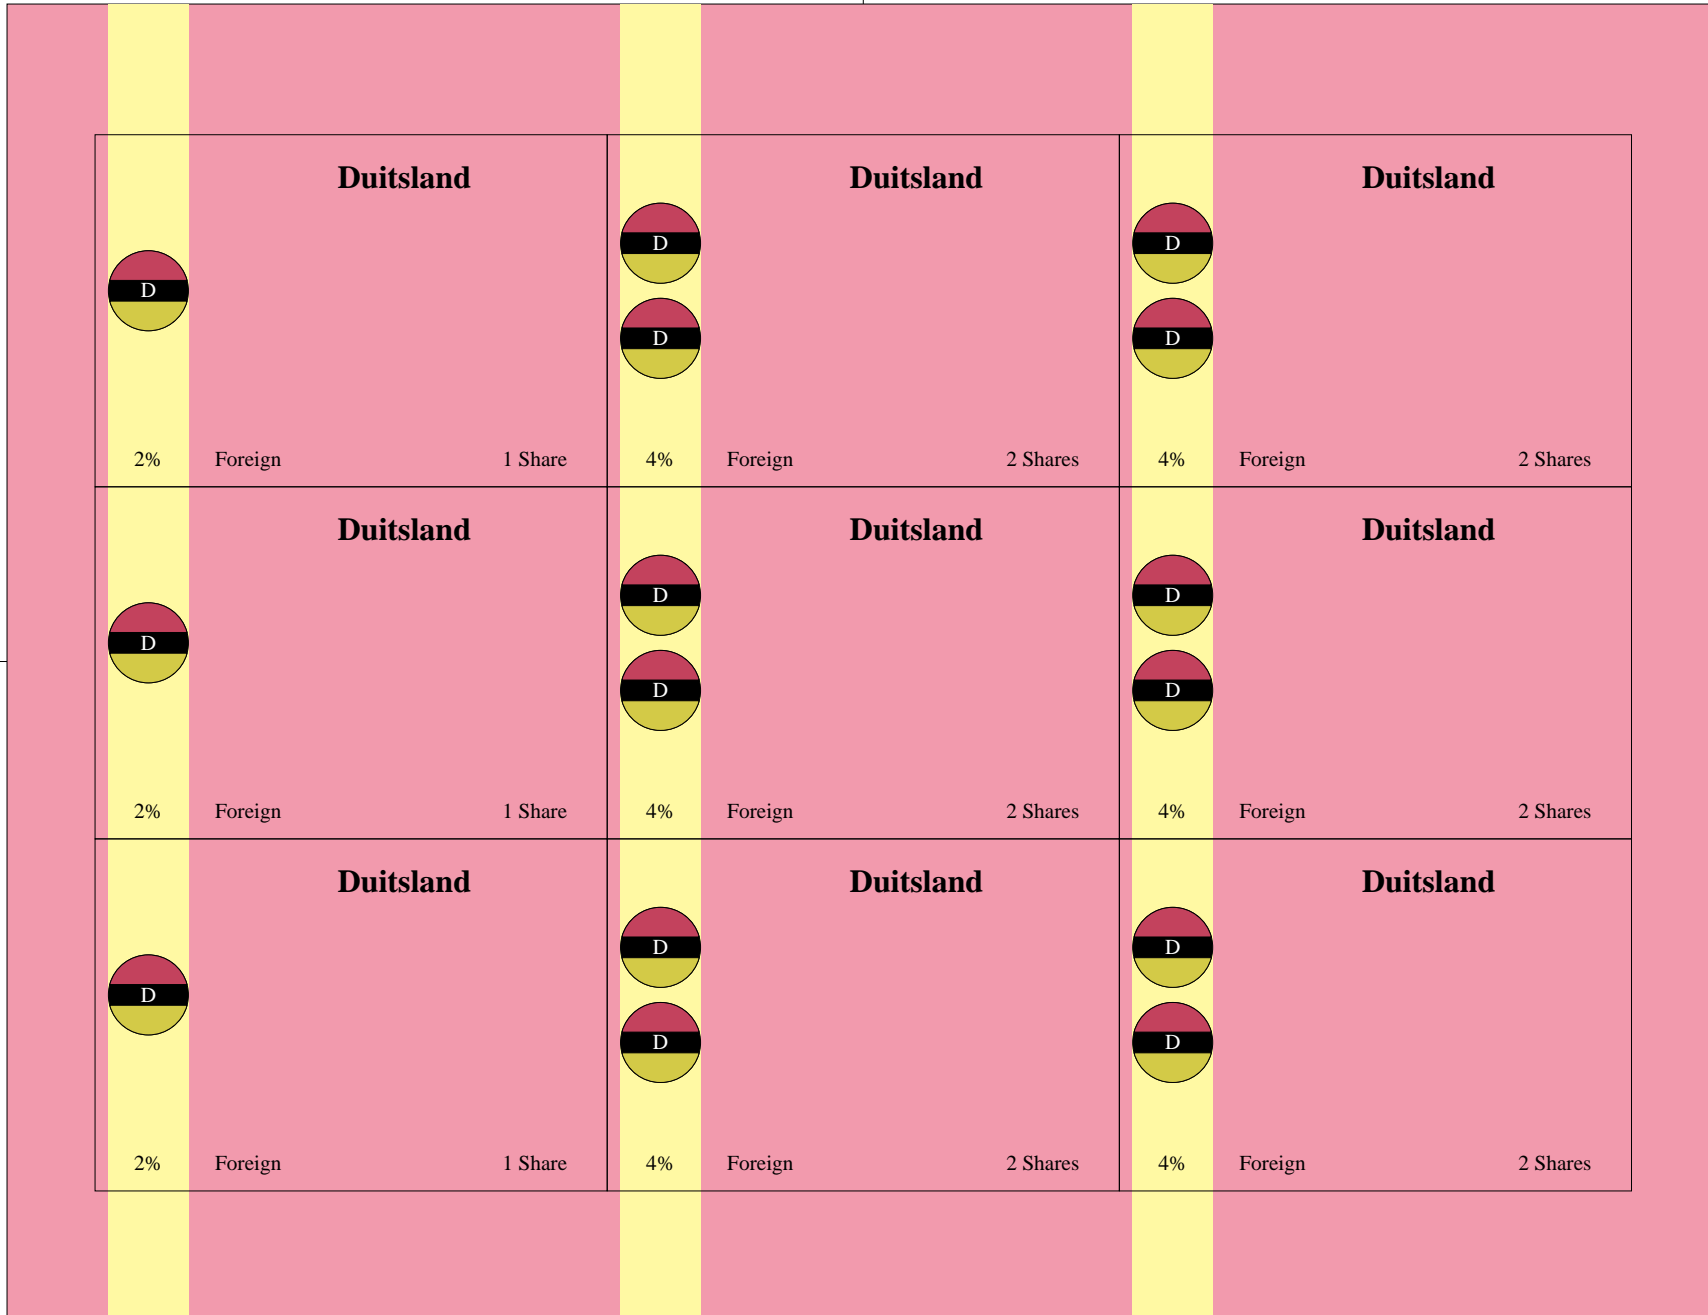 Duitsland Duitsland Duitsland
D D
D
D D
2% Foreign 1 Share 4% Foreign 2 Shares 4% Foreign 2 Shares
Duitsland Duitsland Duitsland
D D
D
D D
2% Foreign 1 Share 4% Foreign 2 Shares 4% Foreign 2 Shares
Duitsland Duitsland Duitsland
D D
D
D D
2% Foreign 1 Share 4% Foreign 2 Shares 4% Foreign 2 Shares